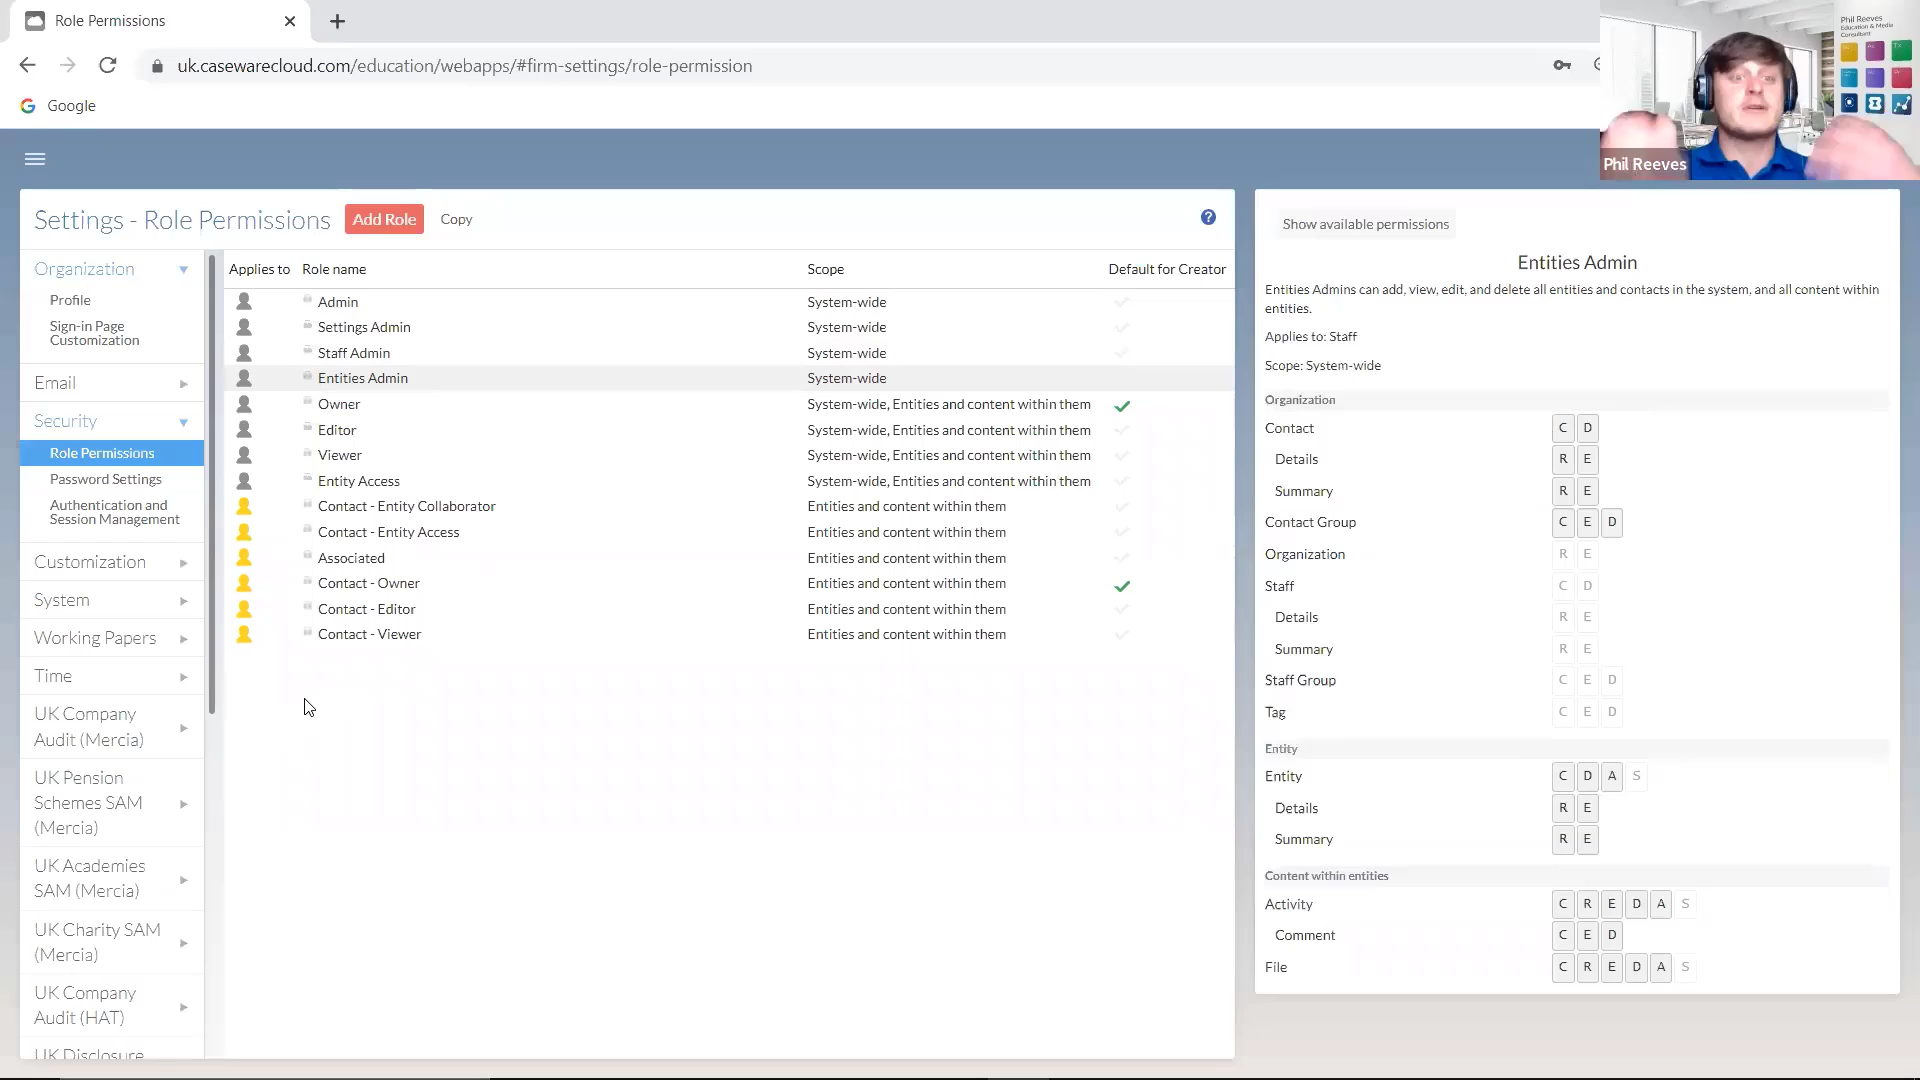 Role Permissions
uk.casewarecloud.com/education/webapps/#firm-settings/role-permission
Google
Phil Reeves
Education & Media
Consultant
Phil Reeves
Settings - Role Permissions
Add Role
Copy
?
Organization
Profile
Sign-in Page
Customization
Email
Security
Role Permissions
Password Settings
Authentication and
Session Management
Customization
System
Working Papers
Time
UK Company
Audit (Mercia)
UK Pension
Schemes SAM
(Mercia)
UK Academies
SAM (Mercia)
UK Charity SAM
(Mercia)
UK Company
Audit (HAT)
UK Disclosure
Applies to Role name Scope Default for Creator
Admin System-wide
Settings Admin System-wide
Staff Admin System-wide
Entities Admin System-wide
Owner System-wide, Entities and content within them
Editor System-wide, Entities and content within them
Viewer System-wide, Entities and content within them
Entity Access System-wide, Entities and content within them
Contact - Entity Collaborator Entities and content within them
Contact - Entity Access Entities and content within them
Associated Entities and content within them
Contact - Owner Entities and content within them
Contact - Editor Entities and content within them
Contact - Viewer Entities and content within them
Show available permissions
Entities Admin
Entities Admins can add, view, edit, and delete all entities and contacts in the system, and all content within
entities.
Applies to: Staff
Scope: System-wide
Organization
Contact C D
Details R E
Summary R E
Contact Group C E D
Organization R E
Staff C D
Details R E
Summary R E
Staff Group C E D
Tag C E D
Entity
Entity C D A S
Details R E
Summary R E
Content within entities
Activity C R E D A S
Comment C E D
File C R E D A S